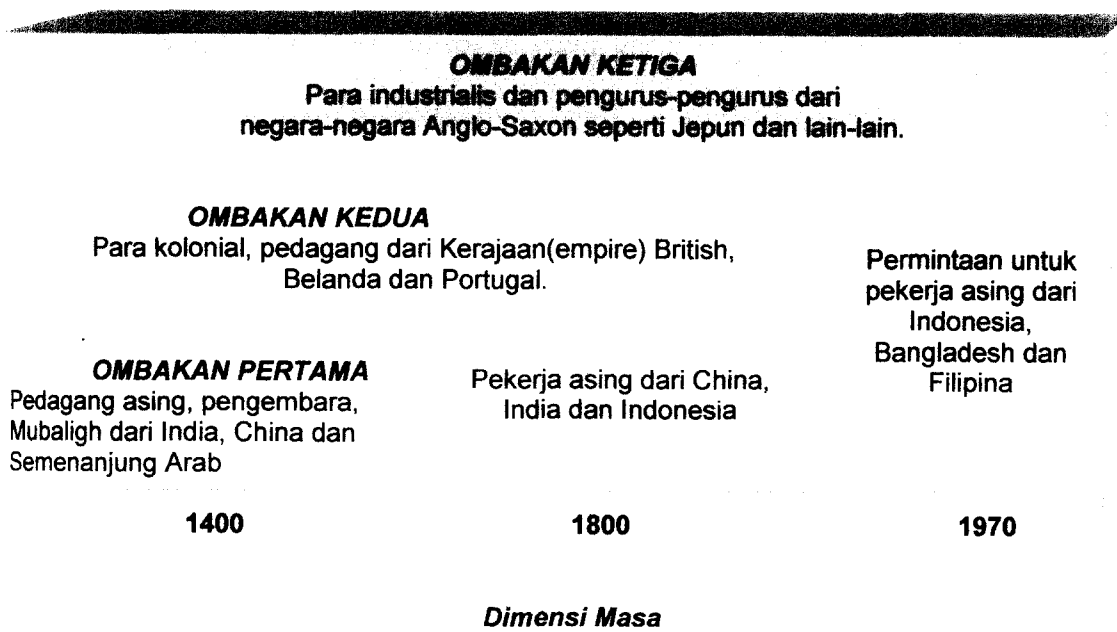 OMBAKAN KETIGA
Para industrialis dan pengurus-pengurus dari
negara-negara Anglo-Saxon seperti Jepun dan lain-lain.
OMBAKAN KEDUA
Para kolonial, pedagang dari Kerajaan(empire) British,
Belanda dan Portugal.
Permintaan untuk
pekerja asing dari
Indonesia,
Bangladesh dan
Filipina
OMBAKAN PERTAMA
Pedagang asing, pengembara,
Mubaligh dari India, China dan
Semenanjung Arab
Pekerja asing dari China,
India dan Indonesia
1400
1800
1970
Dimensi Masa